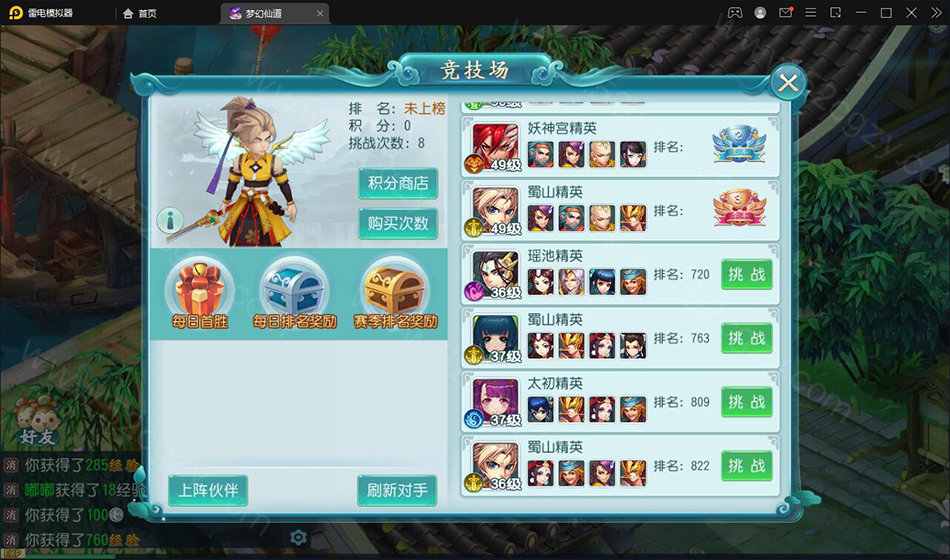 雷电模拟器
首页
梦幻仙道
竞技场
排 名：未上榜
积 分：0
挑战次数：8
积分商店
购买次数
每日首胜
每日排名奖励
赛季排名奖励
上阵伙伴
刷新对手
妖神宫精英
49级
排名：
2
蜀山精英
49级
排名：
3
瑶池精英
36级
排名：720
挑 战
蜀山精英
37级
排名：763
挑 战
太初精英
37级
排名：809
挑 战
蜀山精英
36级
排名：822
挑 战
好友
消 你获得了285经验
消 嘟嘟获得了18经验
消 你获得了100
消 你获得了760经验
EXP